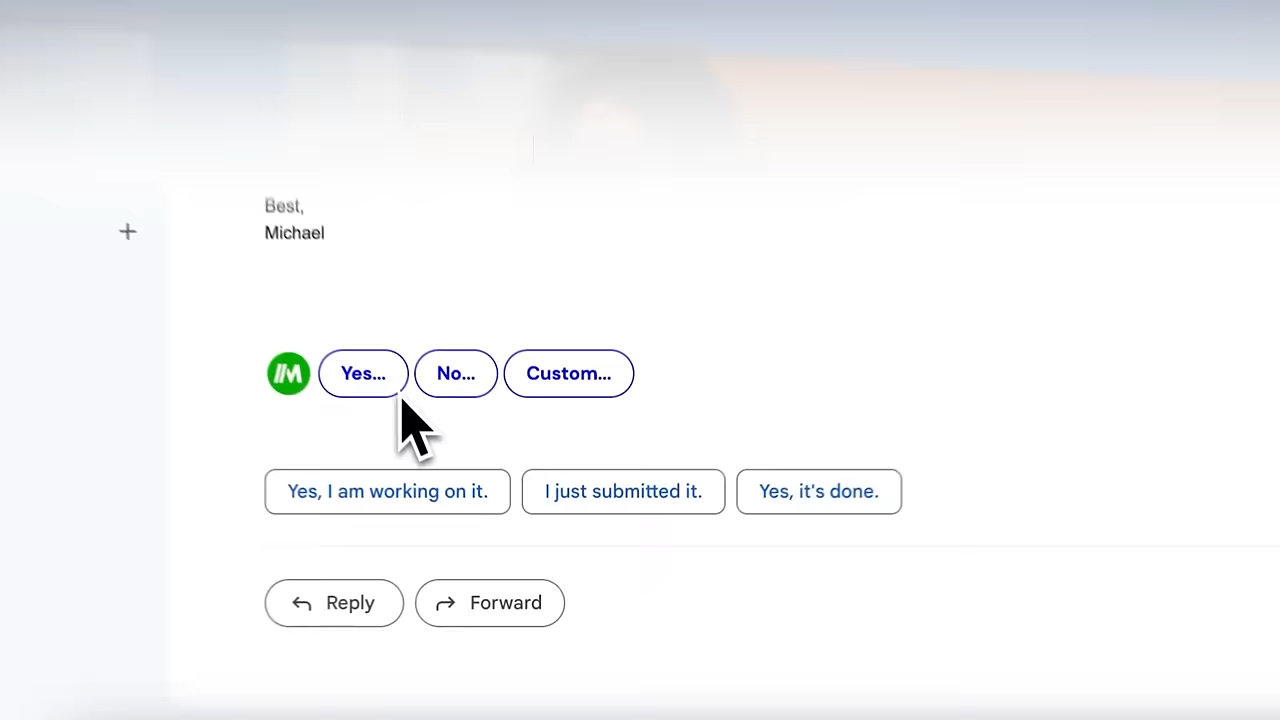 Best,
Michael
M
Yes...
No...
Custom...
Yes, I am working on it.
I just submitted it.
Yes, it's done.
Reply
Forward